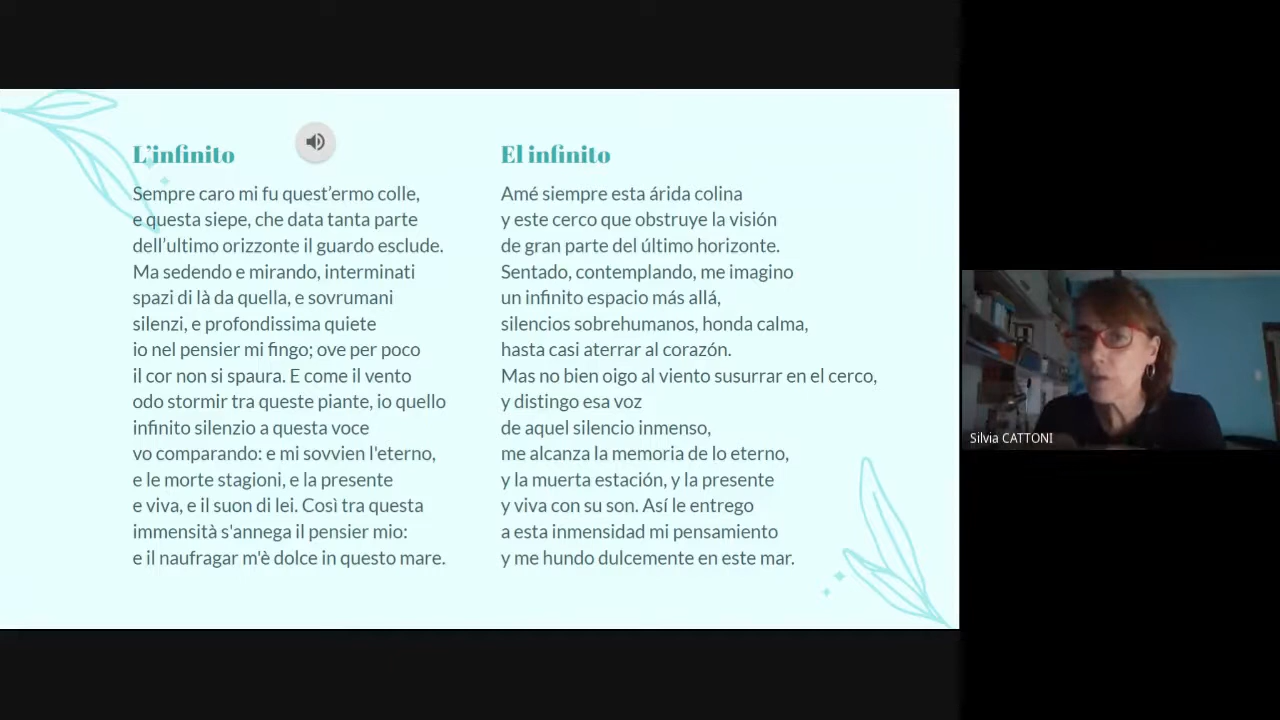 L'infinito
Sempre caro mi fu quest’ermo colle,
e questa siepe, che data tanta parte
dell’ultimo orizzonte il guardo esclude.
Ma sedendo e mirando, interminati
spazi di là da quella, e sovrumani
silenzi, e profondissima quiete
io nel pensier mi fingo; ove per poco
il cor non si spaura. E come il vento
odo stormir tra queste piante, io quello
infinito silenzio a questa voce
vo comparando: e mi sovvien l'eterno,
e le morte stagioni, e la presente
e viva, e il suon di lei. Così tra questa
immensità s'annega il pensier mio:
e il naufragar m'è dolce in questo mare.
El infinito
Amé siempre esta árida colina
y este cerco que obstruye la visión
de gran parte del último horizonte.
Sentado, contemplando, me imagino
un infinito espacio más allá,
silencios sobrehumanos, honda calma,
hasta casi aterrar al corazón.
Mas no bien oigo al viento susurrar en el cerco,
y distingo esa voz
de aquel silencio inmenso,
me alcanza la memoria de lo eterno,
y la muerta estación, y la presente
y viva con su son. Así le entrego
a esta inmensidad mi pensamiento
y me hundo dulcemente en este mar.
Silvia CATTONI